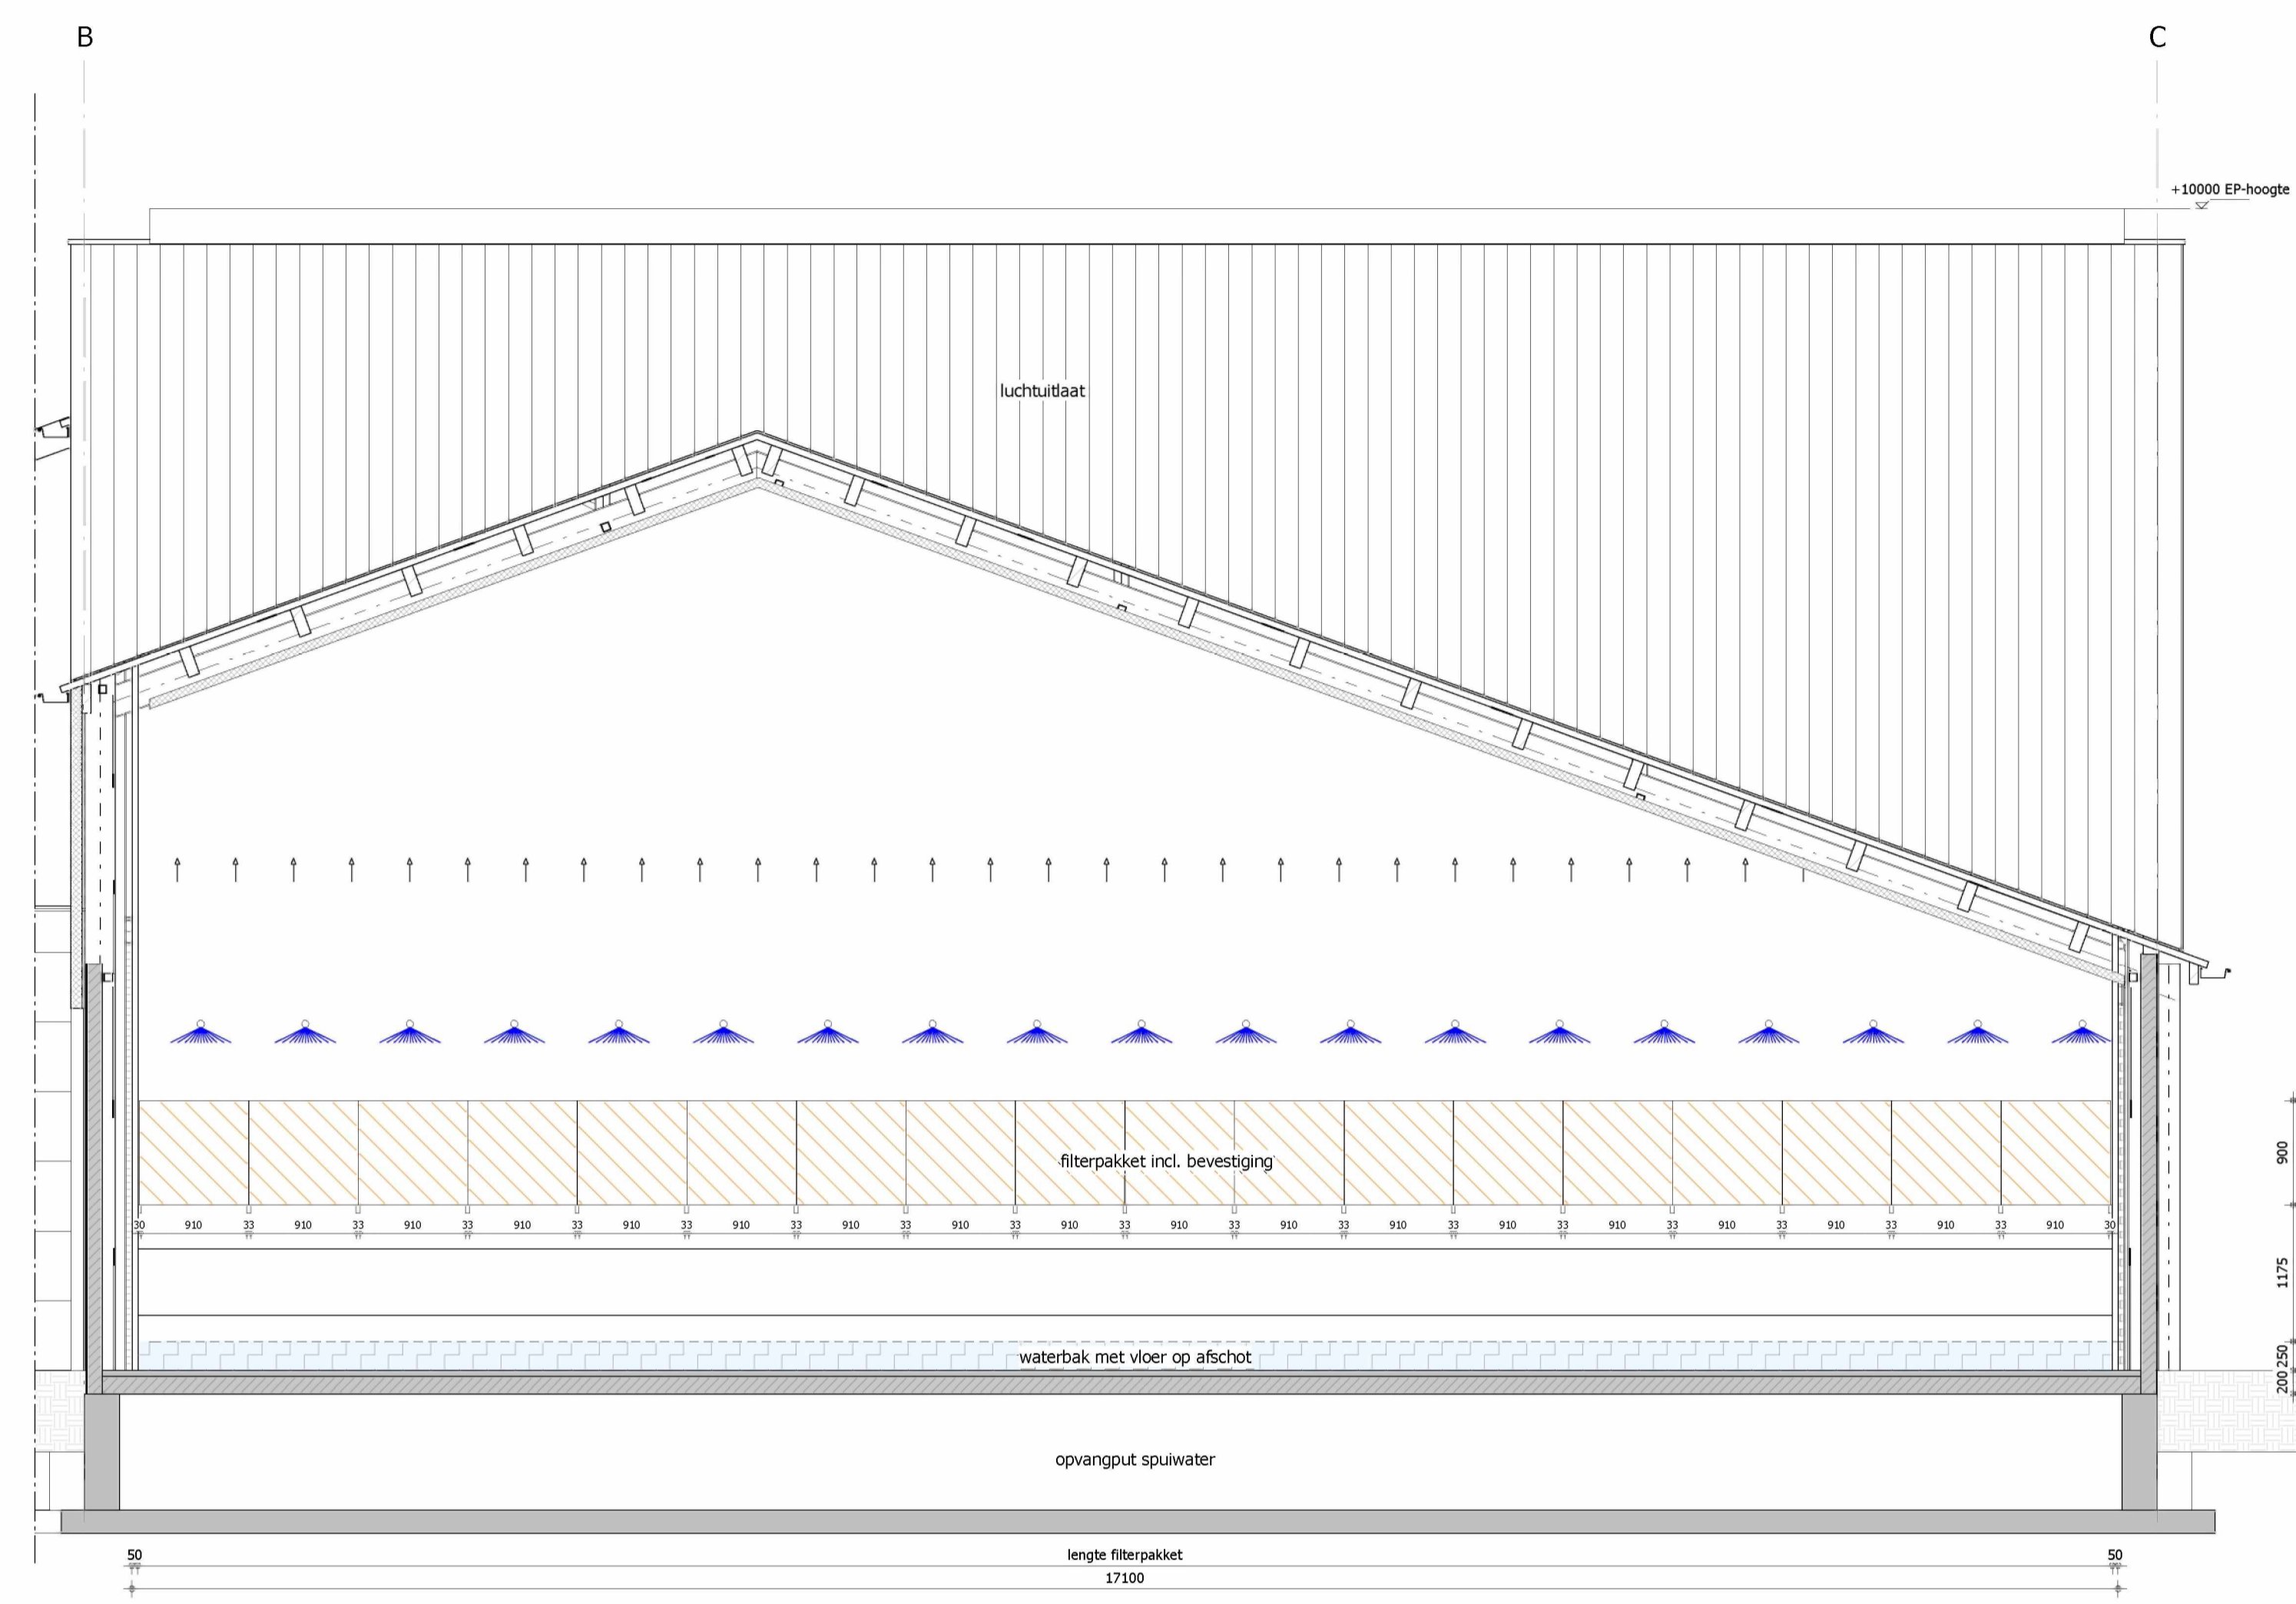 B
C
+10000 EP-hoogte
luchtuitlaat
filterpakket incl. bevestiging
900
30 910 33 910 33 910 33 910 33 910 33 910 33 910 33 910 33 910 33 910 33 910 33 910 33 910 33 910 33 910 33 910 33 910 33 910 30
1175
waterbak met vloer op afschot
250
200
opvangput spuiwater
50 lengte filterpakket 50
17100